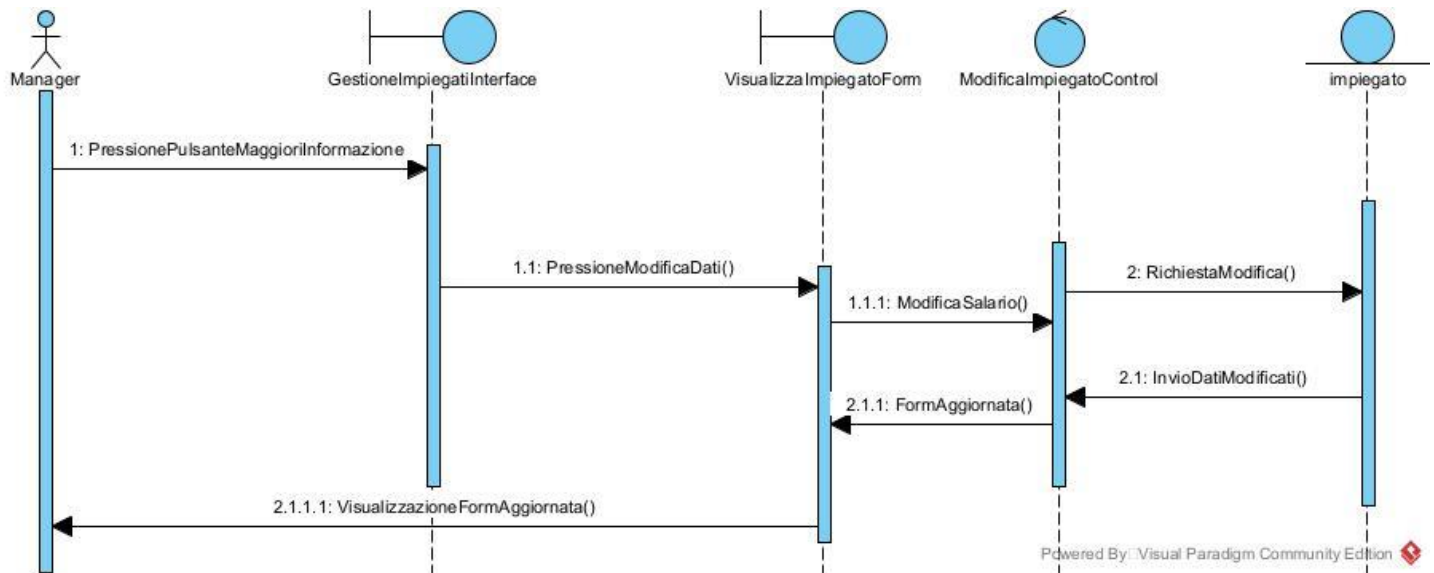 Manager
GestioneImpiegatiInterface
VisualizzaImpiegatoForm
ModificaImpiegatoControl
impiegato
1: PressionePulsanteMaggioriInformazione
1.1: PressioneModificaDati()
2: RichiestaModifica()
1.1.1: ModificaSalario()
2.1: InvioDatiModificati()
2.1.1: FormAggiornata()
2.1.1.1: VisualizzazioneFormAggiornata()
Powered By Visual Paradigm Community Edition